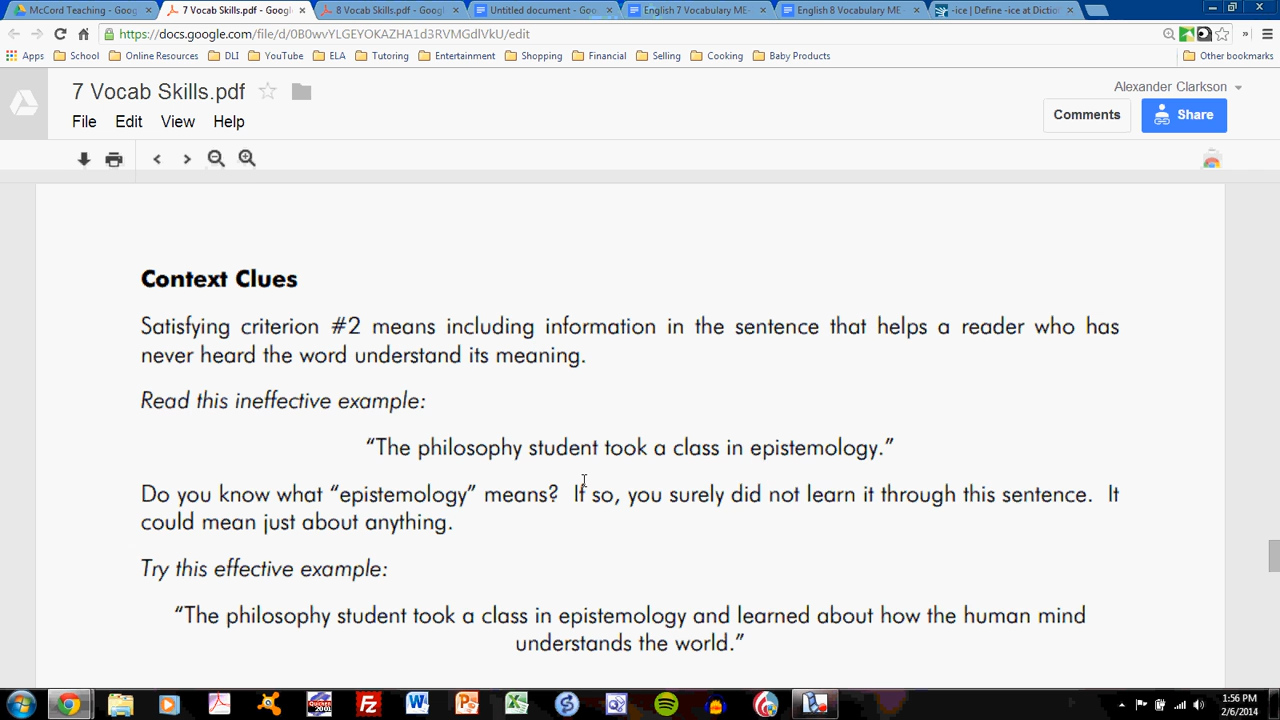 McCord Teaching - Goog
7 Vocab Skills.pdf - Googl
8 Vocab Skills.pdf - Googl
Untitled document - Goo
English 7 Vocabulary ME-
English 8 Vocabulary ME
-ice | Define -ice at Diction
https://docs.google.com/file/d/0B0wvYLGEYOKAZHA1d3RVMGdlVkU/edit
Apps School Online Resources DLI YouTube ELA Tutoring Entertainment Shopping Financial Selling Cooking Baby Products Other bookmarks
7 Vocab Skills.pdf
Alexander Clarkson
File Edit View Help
Comments Share
Context Clues
Satisfying criterion #2 means including information in the sentence that helps a reader who has
never heard the word understand its meaning.
Read this ineffective example:
“The philosophy student took a class in epistemology.”
Do you know what “epistemology” means? If so, you surely did not learn it through this sentence. It
could mean just about anything.
Try this effective example:
“The philosophy student took a class in epistemology and learned about how the human mind
understands the world.”
1:56 PM
2/6/2014